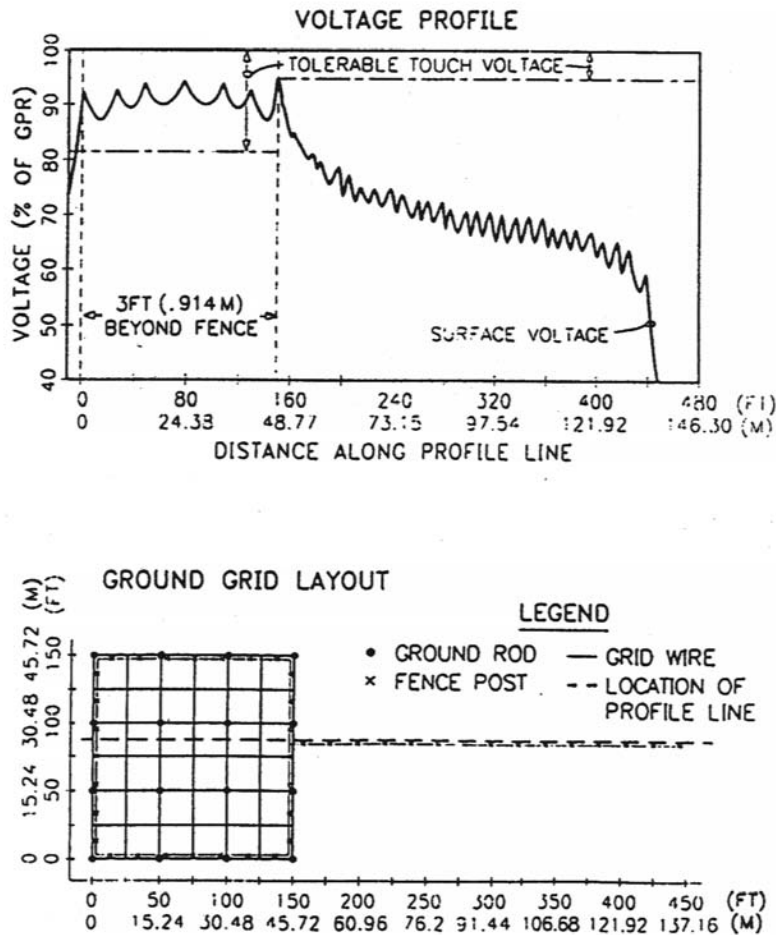 VOLTAGE PROFILE
VOLTAGE (% OF GPR)
100
90
80
70
60
50
40
TOLERABLE TOUCH VOLTAGE
3FT (.914M)
BEYOND FENCE
SURFACE VOLTAGE
0 80 160 240 320 400 480 (FT)
0 24.38 48.77 73.15 97.54 121.92 146.30 (M)
DISTANCE ALONG PROFILE LINE
GROUND GRID LAYOUT
(M)
(FT)
LEGEND
GROUND ROD
GRID WIRE
FENCE POST
LOCATION OF
PROFILE LINE
45.72 150
30.48 100
15.24 50
0 0
0 50 100 150 200 250 300 350 400 450 (FT)
0 15.24 30.48 45.72 60.96 76.2 91.44 106.68 121.92 137.16 (M)